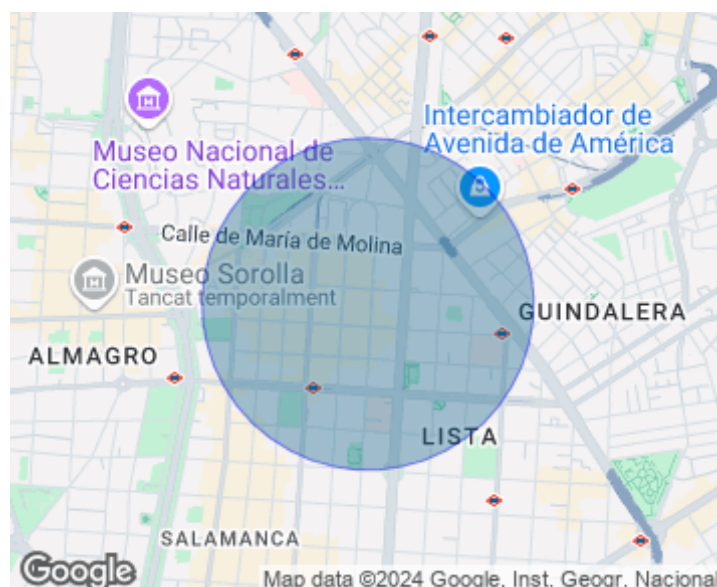 Intercambiador de
Avenida de América
Museo Nacional de
Ciencias Naturales...
Calle de María de Molina
Museo Sorolla
Tancat temporalment
GUINDALERA
ALMAGRO
LISTA
SALAMANCA
Google
Map data ©2024 Google, Inst. Geogr. Nacional